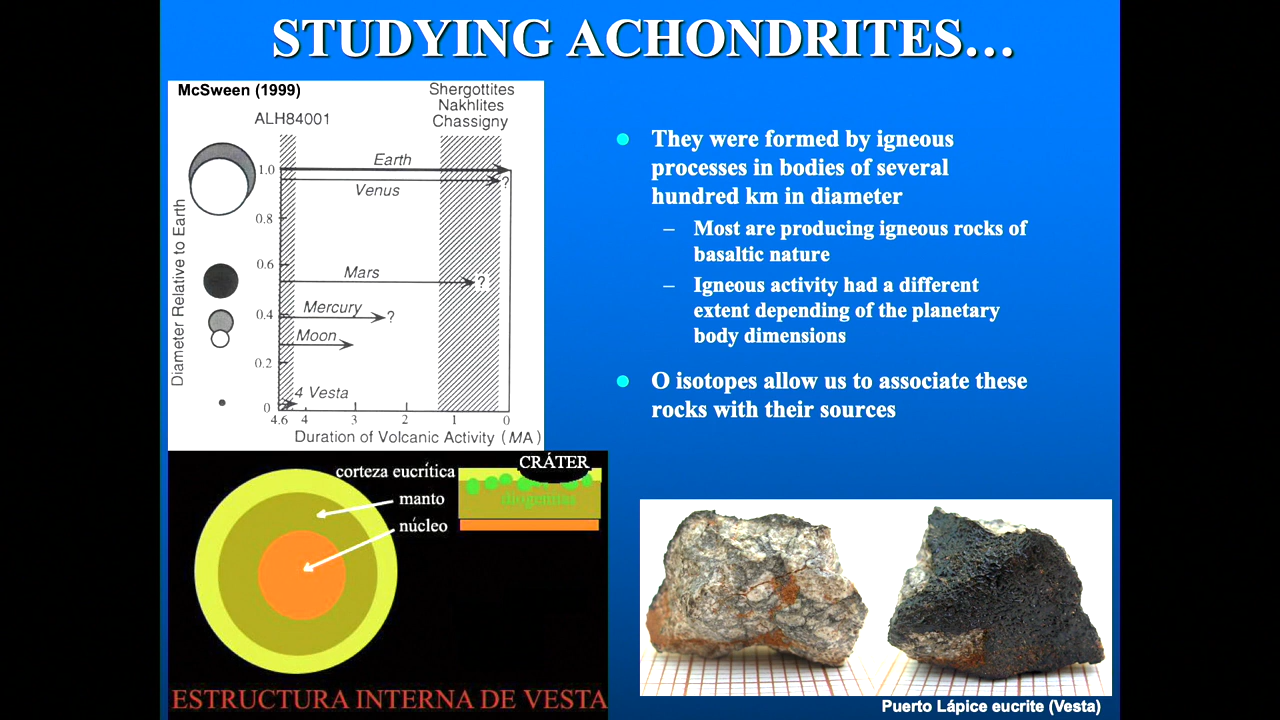 STUDYING ACHONDRITES…
McSween (1999)
ALH84001
Shergottites
Nakhlites
Chassigny
Diameter Relative to Earth
1.0
0.8
0.6
0.4
0.2
0
Earth
Venus
?
Mars
?
Mercury
?
Moon
4 Vesta
4.6 4 3 2 1 0
Duration of Volcanic Activity (MA)
They were formed by igneous
processes in bodies of several
hundred km in diameter
– Most are producing igneous rocks of
basaltic nature
– Igneous activity had a different
extent depending of the planetary
body dimensions
O isotopes allow us to associate these
rocks with their sources
corteza eucrítica
manto
núcleo
CRÁTER
diogenitas
ESTRUCTURA INTERNA DE VESTA
Puerto Lápice eucrite (Vesta)